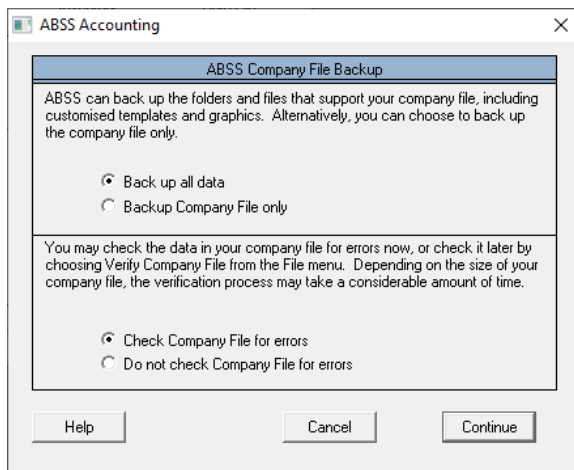 ABSS Accounting
ABSS Company File Backup
ABSS can back up the folders and files that support your company file, including
customised templates and graphics.  Alternatively, you can choose to back up
the company file only.
Back up all data
Backup Company File only
You may check the data in your company file for errors now, or check it later by
choosing Verify Company File from the File menu.  Depending on the size of your
company file, the verification process may take a considerable amount of time.
Check Company File for errors
Do not check Company File for errors
Help
Cancel
Continue